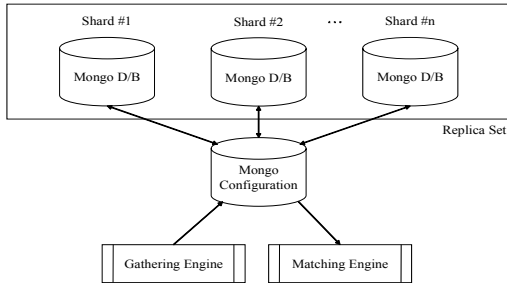 Shard #1 Shard #2 ... Shard #n
Mongo D/B Mongo D/B Mongo D/B
Replica Set
Mongo
Configuration
Gathering Engine Matching Engine